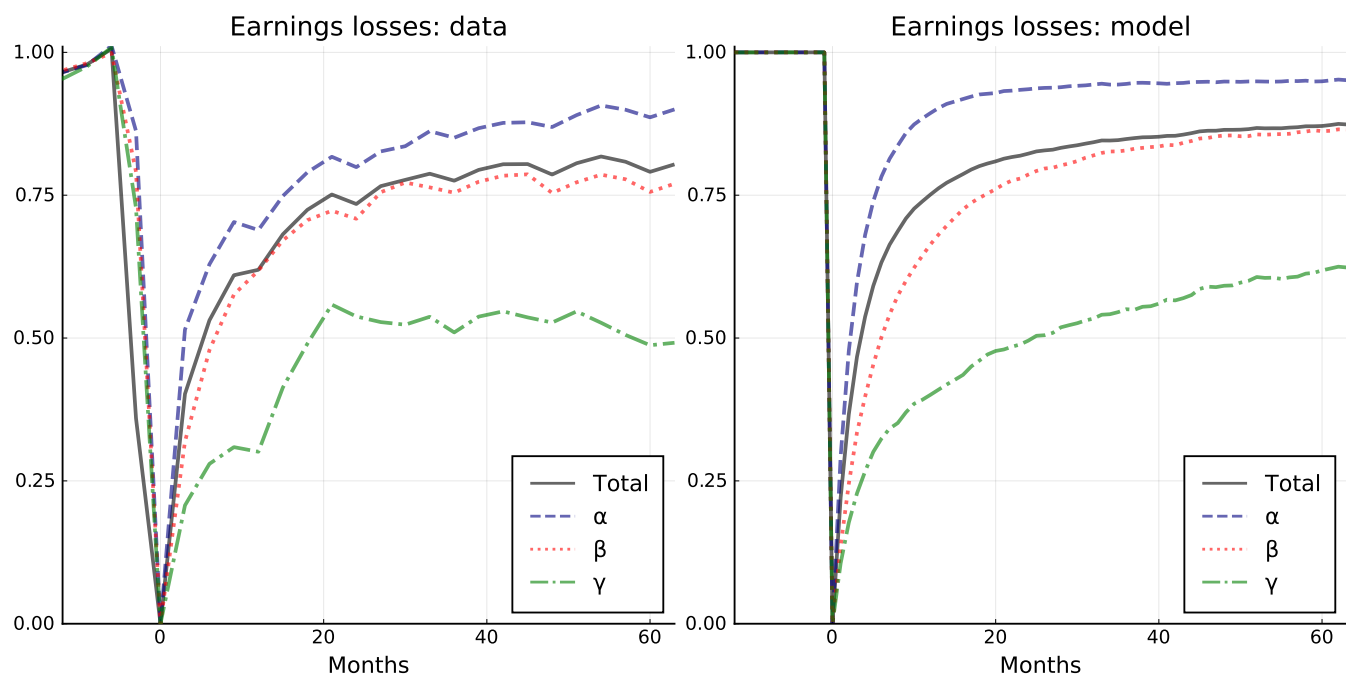 Earnings losses: data
1.00
0.75
0.50
0.25
0.00
0
20
40
60
Months
Total
α
β
γ
Earnings losses: model
1.00
0.75
0.50
0.25
0.00
0
20
40
60
Months
Total
α
β
γ